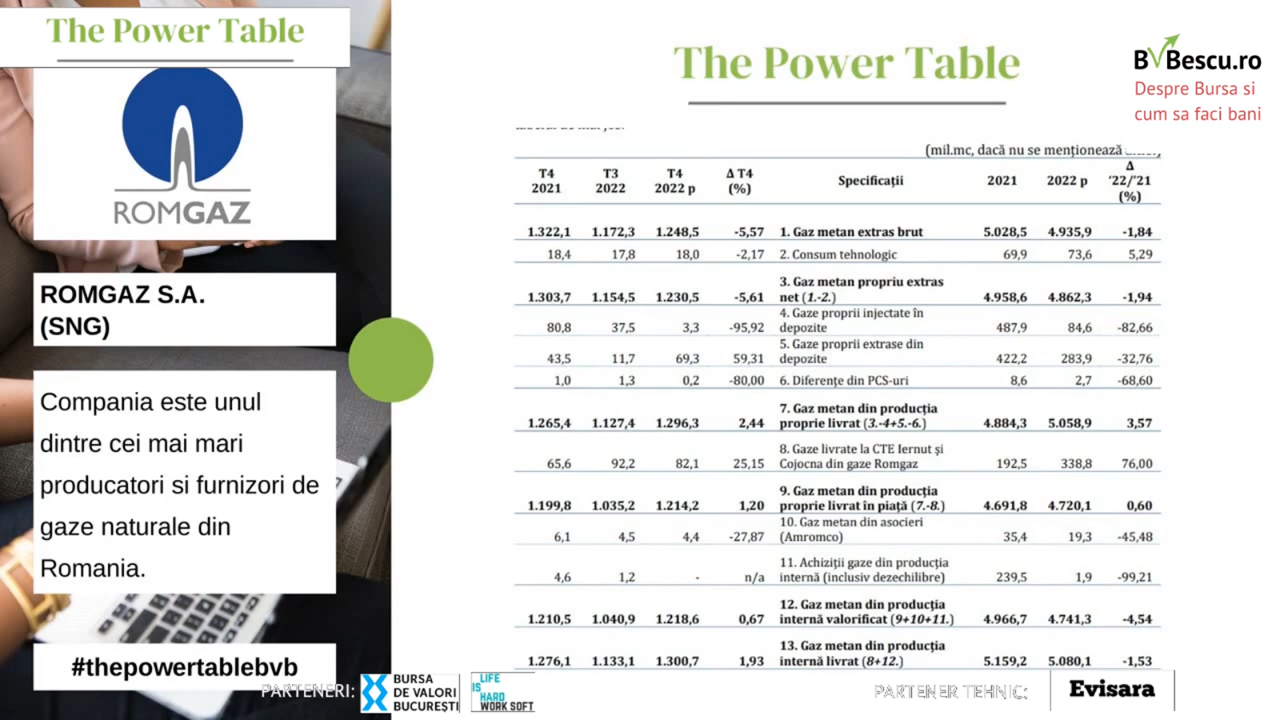 The Power Table
ROMGAZ
ROMGAZ S.A.
(SNG)
Compania este unul
dintre cei mai mari
producatori si furnizori de
gaze naturale din
Romania.
#thepowertablebvb
The Power Table
BVBescu.ro
Despre Bursa si
cum sa faci bani
(mil.mc, dacă nu se menționează
T4 2021 T3 2022 T4 2022 p Δ T4 (%) Specificații 2021 2022 p Δ '22/'21 (%)
1.322,1 1.172,3 1.248,5 -5,57 1. Gaz metan extras brut 5.028,5 4.935,9 -1,84
18,4 17,8 18,0 -2,17 2. Consum tehnologic 69,9 73,6 5,29
3. Gaz metan propriu extras
1.303,7 1.154,5 1.230,5 -5,61 net (1.-2.) 4.958,6 4.862,3 -1,94
4. Gaze proprii injectate în
80,8 37,5 3,3 -95,92 depozite 487,9 84,6 -82,66
5. Gaze proprii extrase din
43,5 11,7 69,3 59,31 depozite 422,2 283,9 -32,76
1,0 1,3 0,2 -80,00 6. Diferențe din PCS-uri 8,6 2,7 -68,60
7. Gaz metan din producția
1.265,4 1.127,4 1.296,3 2,44 proprie livrat (3.-4+5.-6.) 4.884,3 5.058,9 3,57
8. Gaze livrate la CTE Iernut și
65,6 92,2 82,1 25,15 Cojocna din gaze Romgaz 192,5 338,8 76,00
9. Gaz metan din producția
1.199,8 1.035,2 1.214,2 1,20 proprie livrat în piață (7.-8.) 4.691,8 4.720,1 0,60
10. Gaz metan din asocieri
6,1 4,5 4,4 -27,87 (Amromco) 35,4 19,3 -45,48
11. Achiziții gaze din producția
4,6 1,2 - n/a internă (inclusiv dezechilibre) 239,5 1,9 -99,21
12. Gaz metan din producția
1.210,5 1.040,9 1.218,6 0,67 internă valorificat (9+10+11.) 4.966,7 4.741,3 -4,54
13. Gaz metan din producția
1.276,1 1.133,1 1.300,7 1,93 internă livrat (8+12.) 5.159,2 5.080,1 -1,53
PARTENERI:
BURSA
DE VALORI
BUCUREȘTI
LIFE
IS
HARD
WORK SOFT
PARTENER TEHNIC:
Evisara